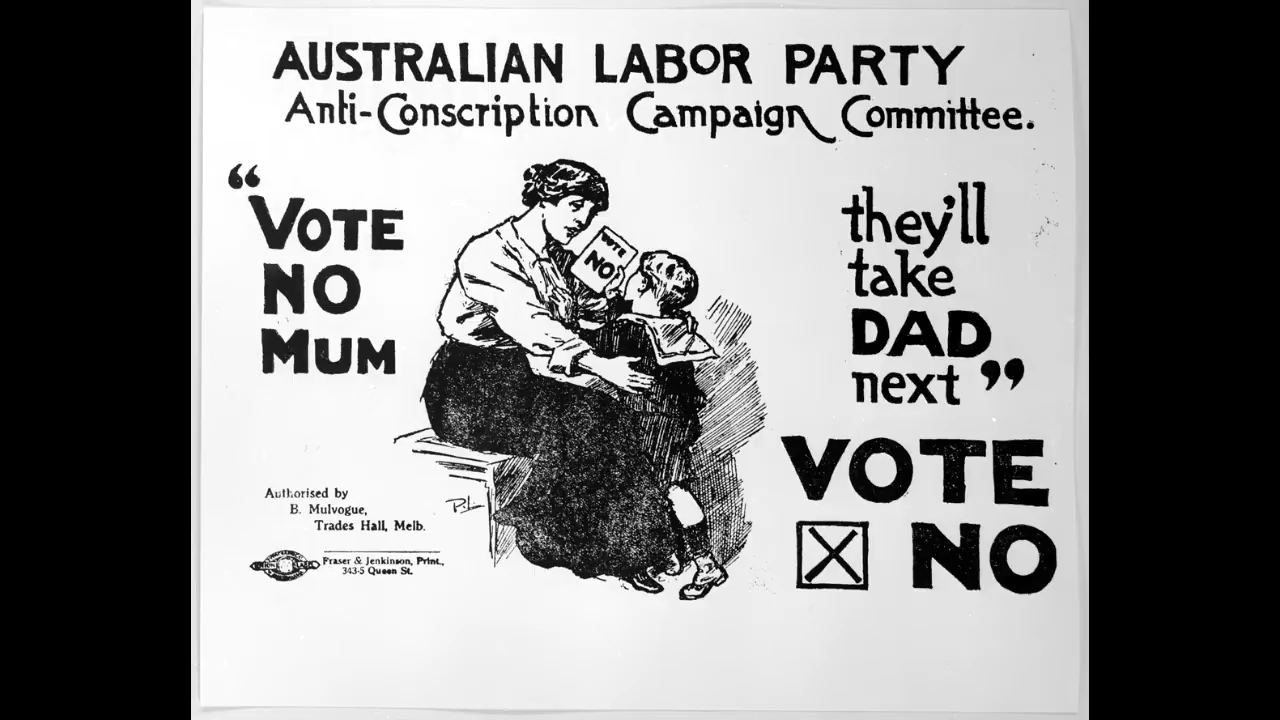 AUSTRALIAN LABOR PARTY
Anti-Conscription Campaign Committee.
“VOTE
NO
MUM
they'll
take
DAD
next”
VOTE
NO
VOTE
NO
Authorised by
B. Mulvogue,
Trades Hall, Melb.
Fraser & Jenkinson, Print.,
343-5 Queen St.